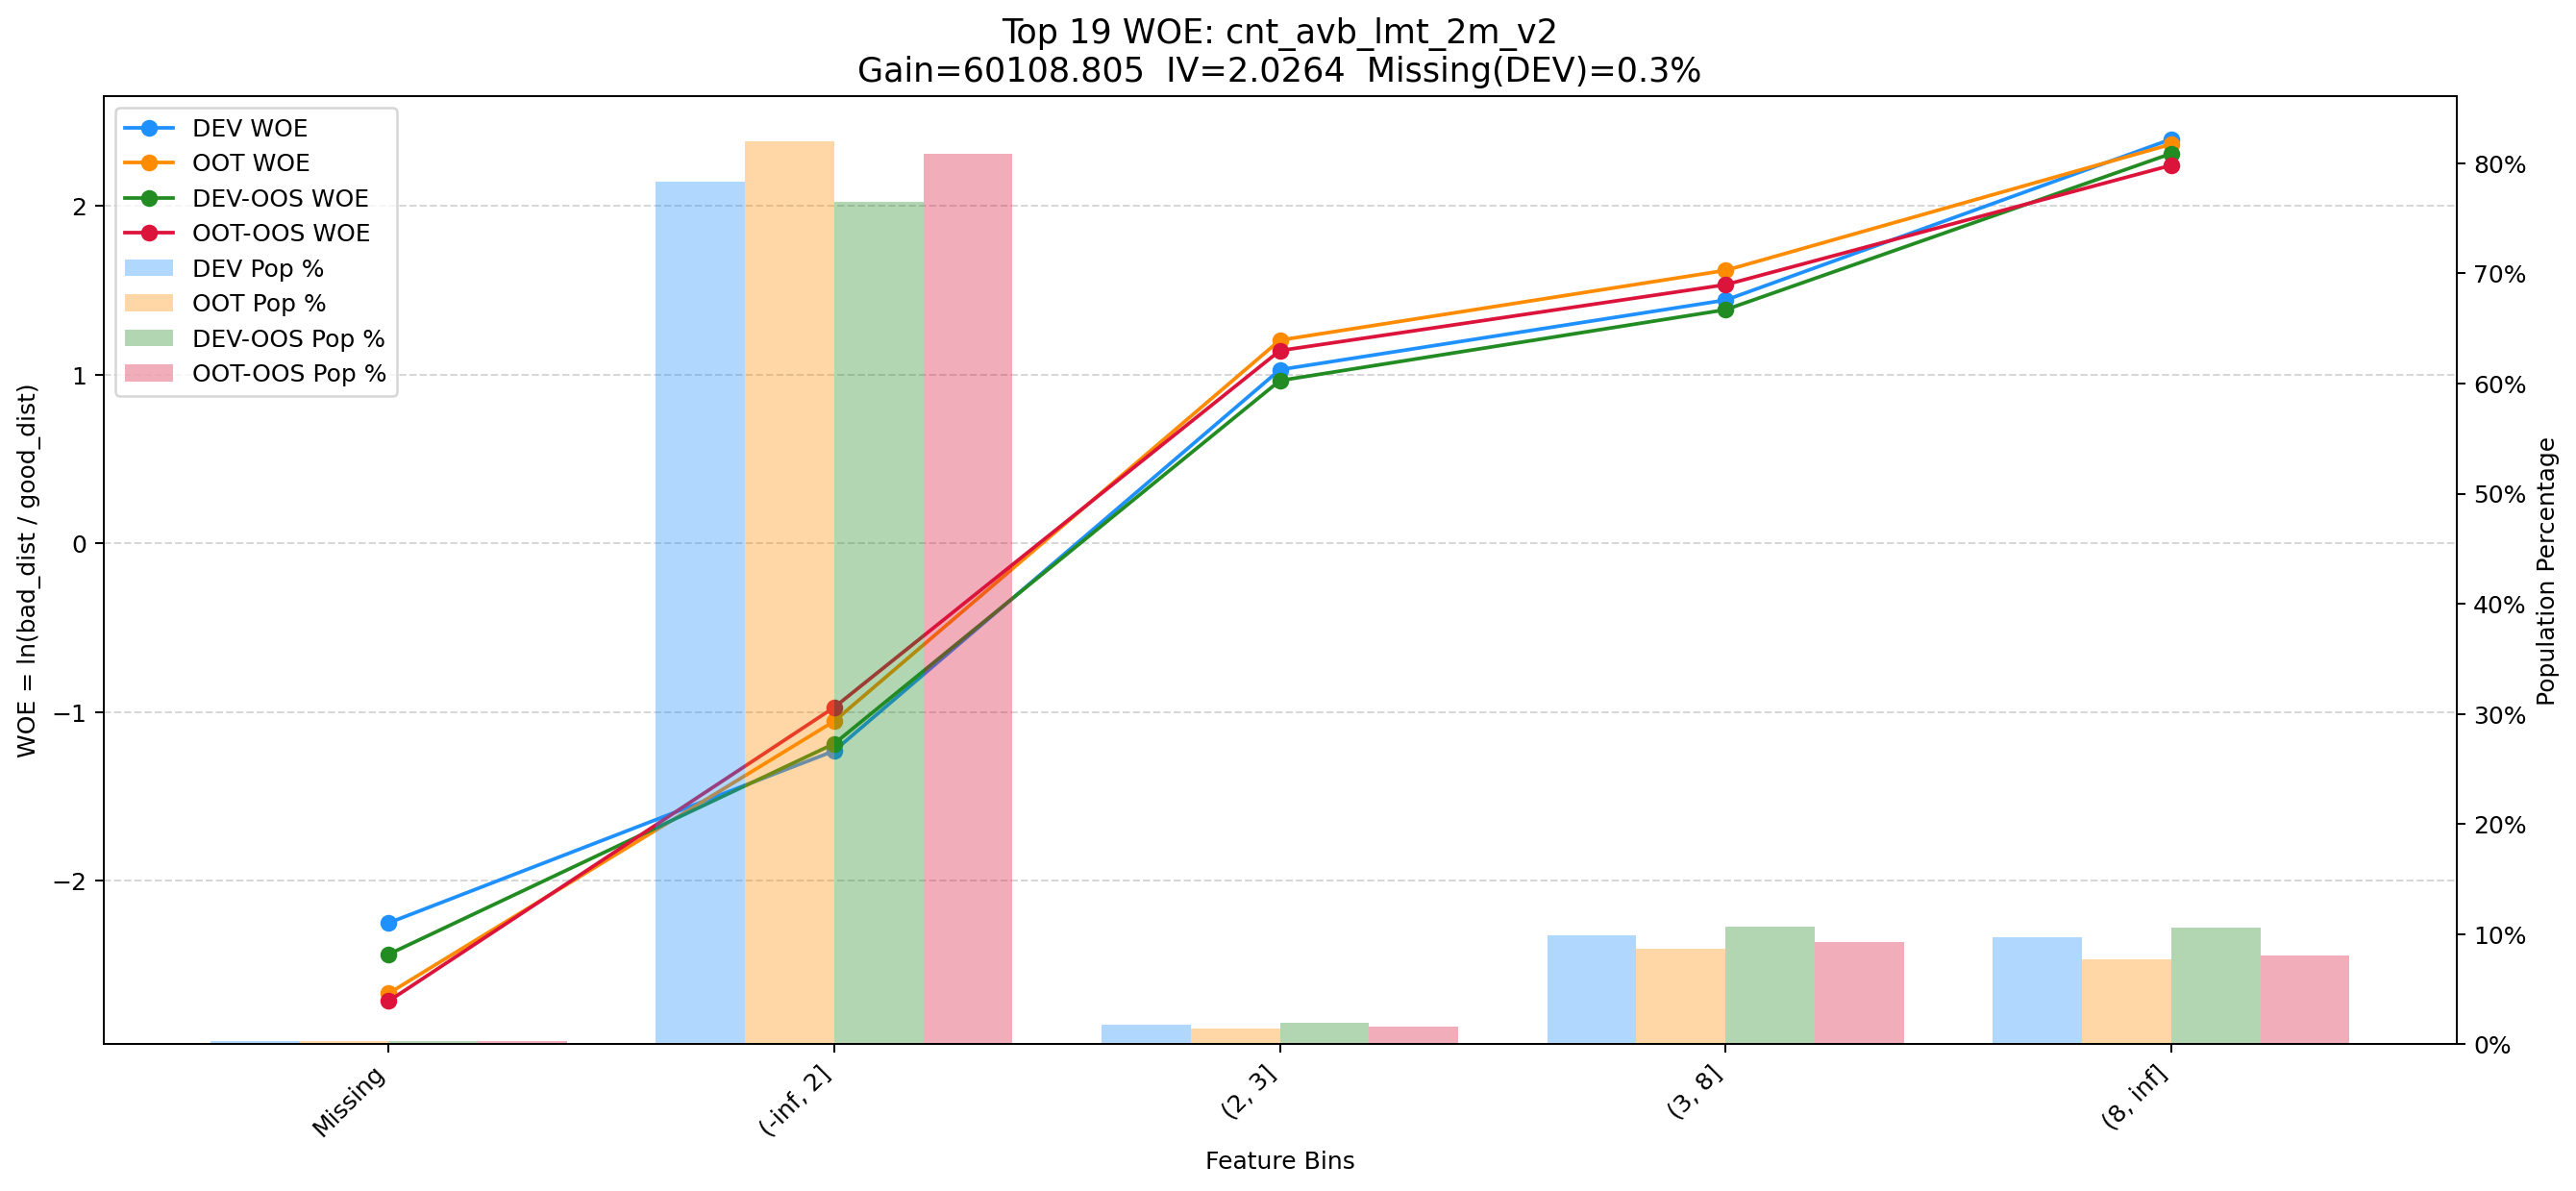 Top 19 WOE: cnt_avb_lmt_2m_v2
Gain=60108.805  IV=2.0264  Missing(DEV)=0.3%
DEV WOE
OOT WOE
DEV-OOS WOE
OOT-OOS WOE
DEV Pop %
OOT Pop %
DEV-OOS Pop %
OOT-OOS Pop %
WOE = ln(bad_dist / good_dist)
2
1
0
−1
−2
80%
70%
60%
50%
40%
30%
20%
10%
0%
Population Percentage
Missing
(-inf, 2]
(2, 3]
(3, 8]
(8, inf]
Feature Bins